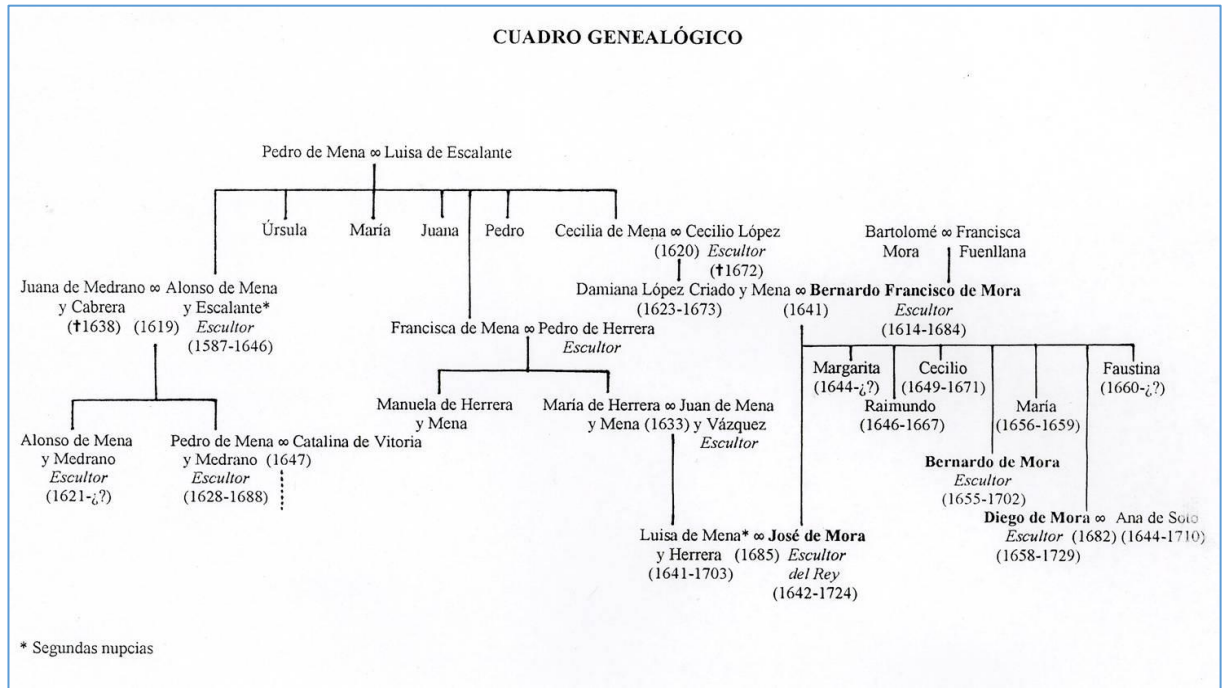 CUADRO GENEALÓGICO
Pedro de Mena ∞ Luisa de Escalante
Úrsula
María
Juana
Pedro
Cecilia de Mena ∞ Cecilio López
(1620) Escultor
(✝1672)
Bartolomé ∞ Francisca
Mora Fuenllana
Juana de Medrano ∞ Alonso de Mena
y Cabrera y Escalante*
(✝1638) (1619) Escultor
(1587-1646)
Damiana López Criado y Mena ∞ Bernardo Francisco de Mora
(1623-1673) (1641) Escultor
(1614-1684)
Francisca de Mena ∞ Pedro de Herrera
Escultor
Margarita
(1644-¿?)
Raimundo
(1646-1667)
Cecilio
(1649-1671)
María
(1656-1659)
Faustina
(1660-¿?)
Manuela de Herrera
y Mena
María de Herrera ∞ Juan de Mena
y Mena (1633) y Vázquez
Escultor
Alonso de Mena
y Medrano
Escultor
(1621-¿?)
Pedro de Mena ∞ Catalina de Vitoria
y Medrano (1647)
Escultor
(1628-1688)
Bernardo de Mora
Escultor
(1655-1702)
Diego de Mora ∞ Ana de Soto
Escultor (1682) (1644-1710)
(1658-1729)
Luisa de Mena* ∞ José de Mora
y Herrera (1685) Escultor
(1641-1703) del Rey
(1642-1724)
* Segundas nupcias